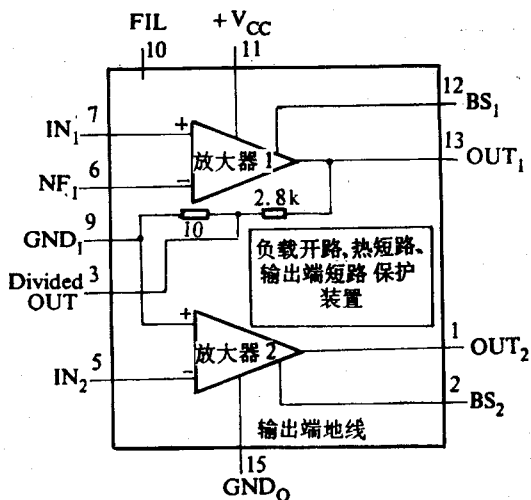 FIL
10
+VCC
11
12
BS1
7
IN1
+
放大器 1
13
OUT1
6
NF1
−
2.8k
9
GND1
10
负载开路、热短路、
输出端短路 保护
装置
3
Divided
OUT
+
放大器 2
1
OUT2
5
IN2
−
2
BS2
输出端地线
15
GNDO